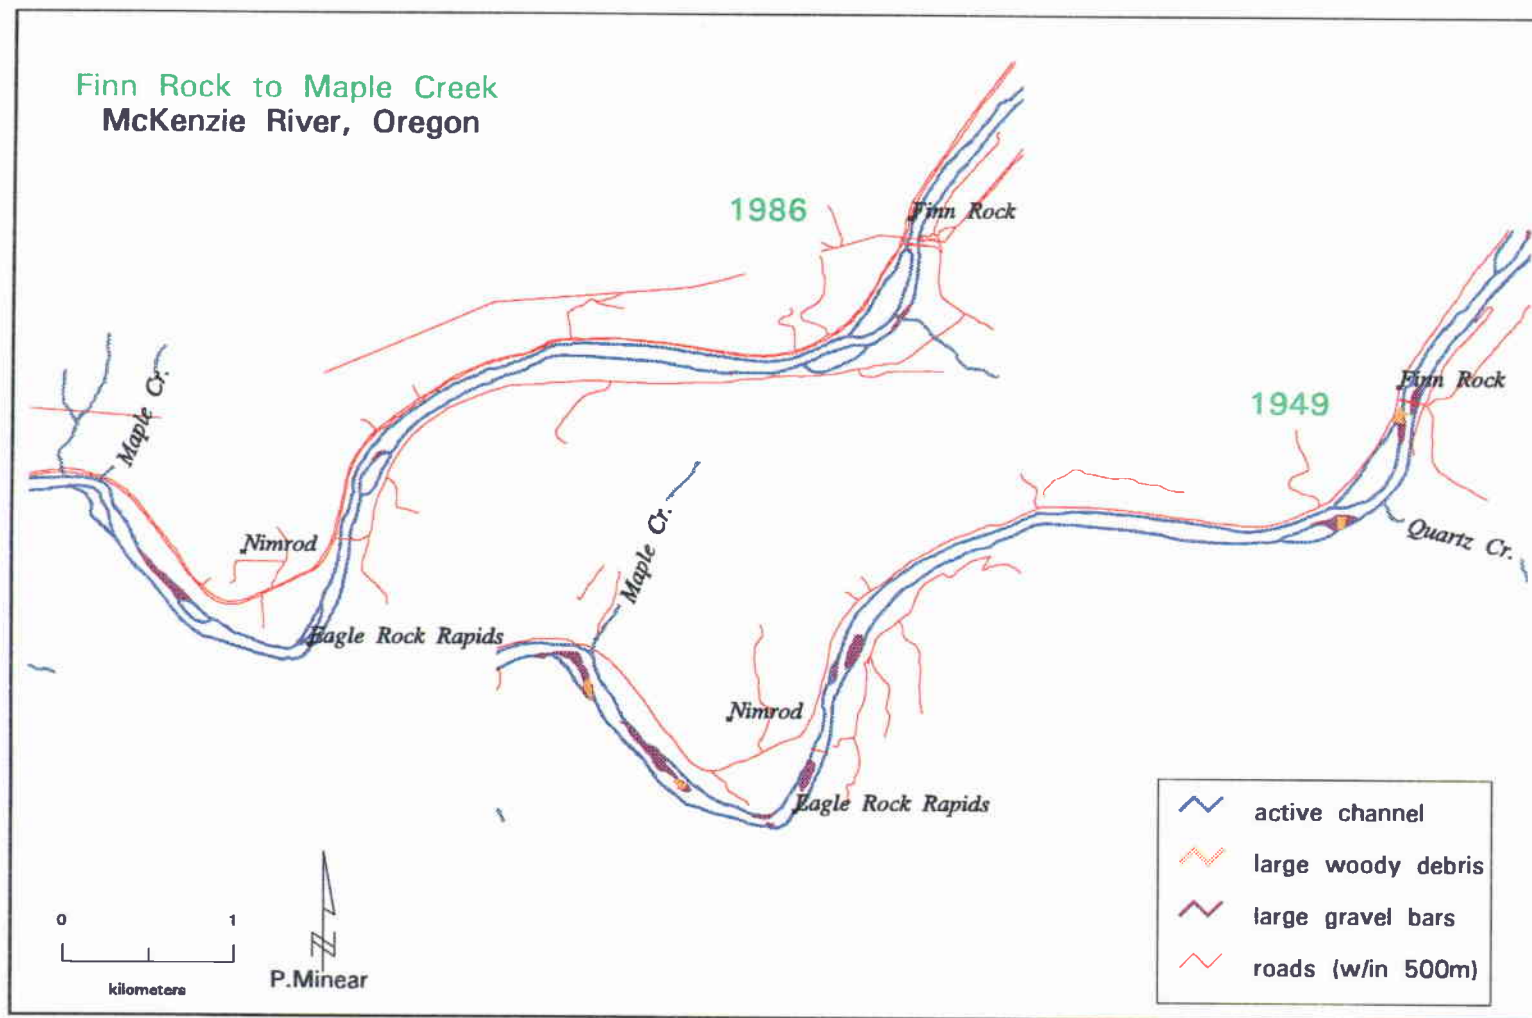 Finn Rock to Maple Creek
McKenzie River, Oregon
1986
Finn Rock
Maple Cr.
Nimrod
Eagle Rock Rapids
1949
Finn Rock
Quartz Cr.
Maple Cr.
Nimrod
Eagle Rock Rapids
active channel
large woody debris
large gravel bars
roads (w/in 500m)
0 1
kilometers
P.Minear